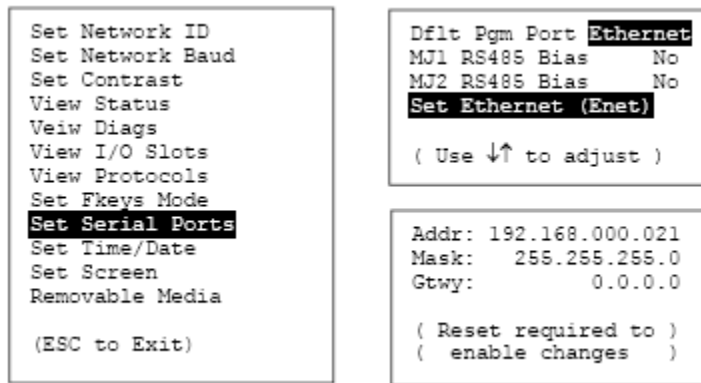 Set Network ID
Set Network Baud
Set Contrast
View Status
Veiw Diags
View I/O Slots
View Protocols
Set Fkeys Mode
Set Serial Ports
Set Time/Date
Set Screen
Removable Media
(ESC to Exit)
Dflt Pgm Port Ethernet
MJ1 RS485 Bias No
MJ2 RS485 Bias No
Set Ethernet (Enet)
( Use ↓↑ to adjust )
Addr: 192.168.000.021
Mask: 255.255.255.0
Gtwy: 0.0.0.0
( Reset required to )
( enable changes )